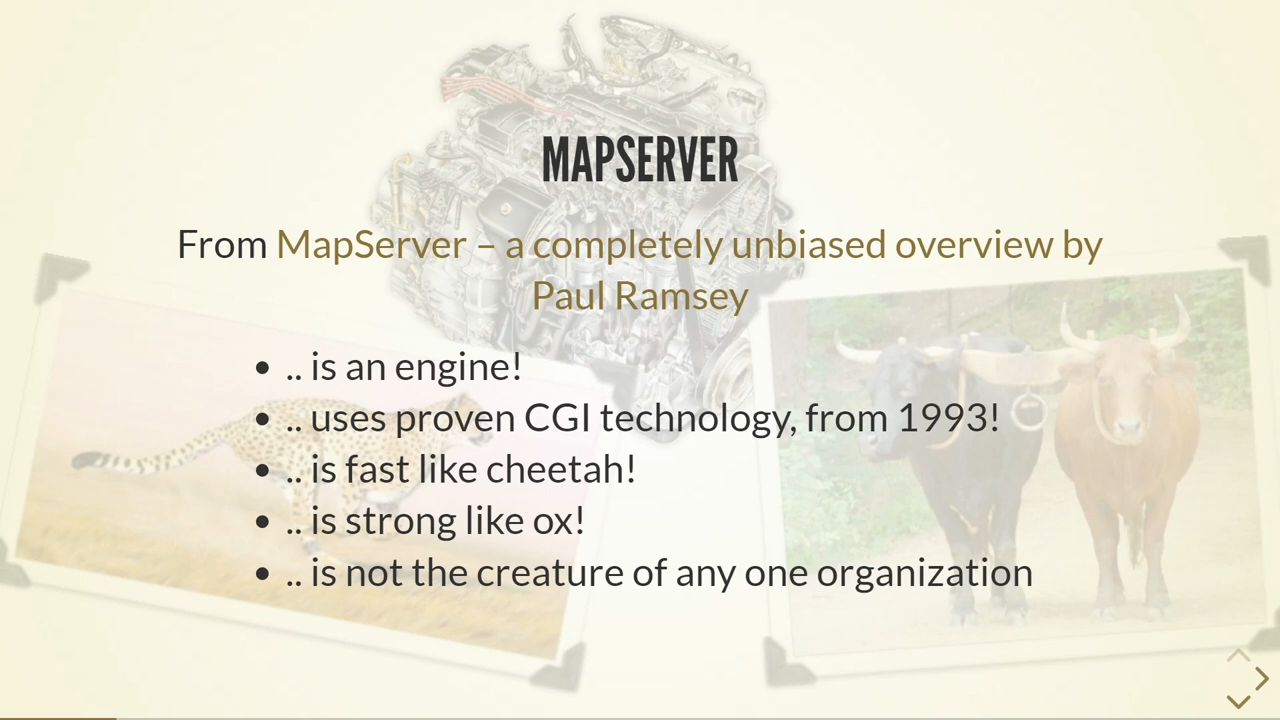 MAPSERVER
From MapServer – a completely unbiased overview by
Paul Ramsey
• .. is an engine!
• .. uses proven CGI technology, from 1993!
• .. is fast like cheetah!
• .. is strong like ox!
• .. is not the creature of any one organization